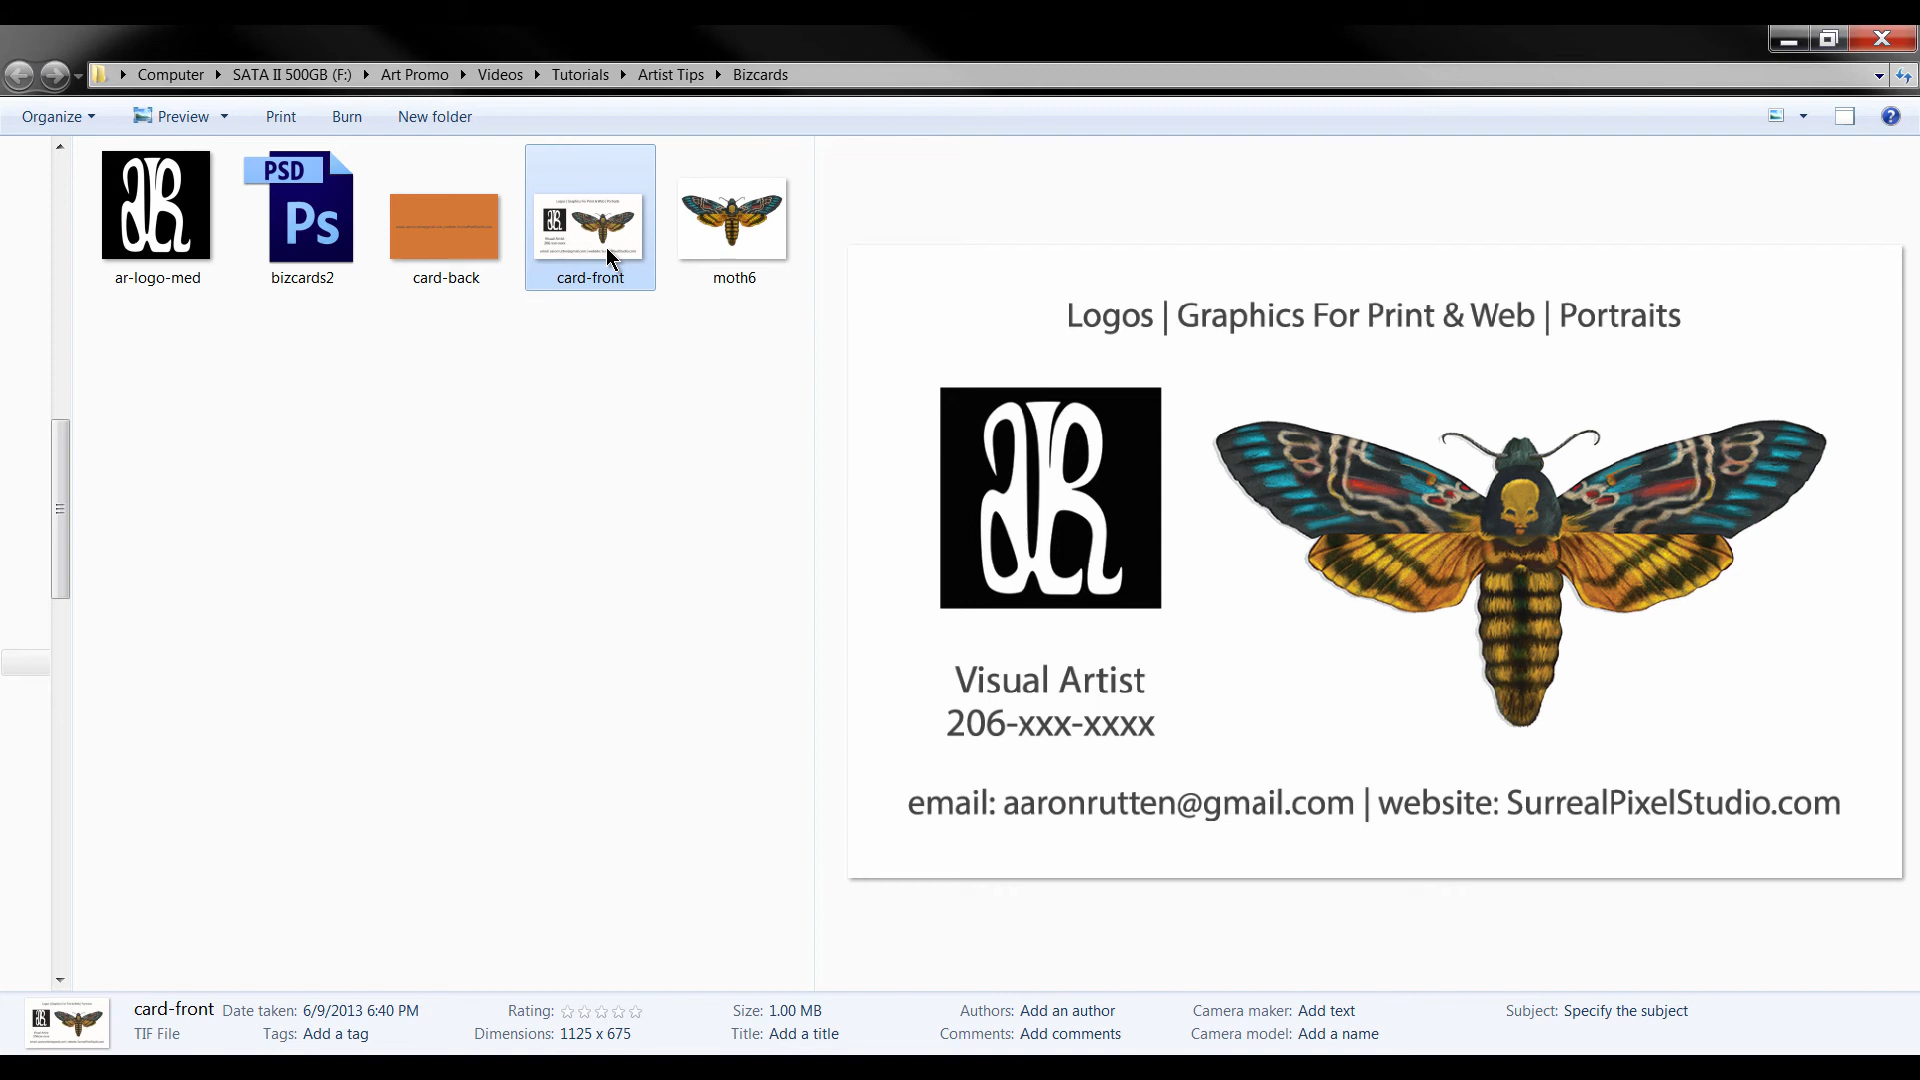 Computer SATA II 500GB (F:) Art Promo Videos Tutorials Artist Tips Bizcards
Organize Preview Print Burn New folder
PSD
Ps
ar-logo-med bizcards2 card-back card-front moth6
Logos | Graphics For Print & Web | Portraits
Visual Artist
206-xxx-xxxx
email: aaronrutten@gmail.com | website: SurrealPixelStudio.com
card-front Date taken: 6/9/2013 6:40 PM Rating: Size: 1.00 MB Authors: Add an author Camera maker: Add text Subject: Specify the subject
TIF File Tags: Add a tag Dimensions: 1125 x 675 Title: Add a title Comments: Add comments Camera model: Add a name